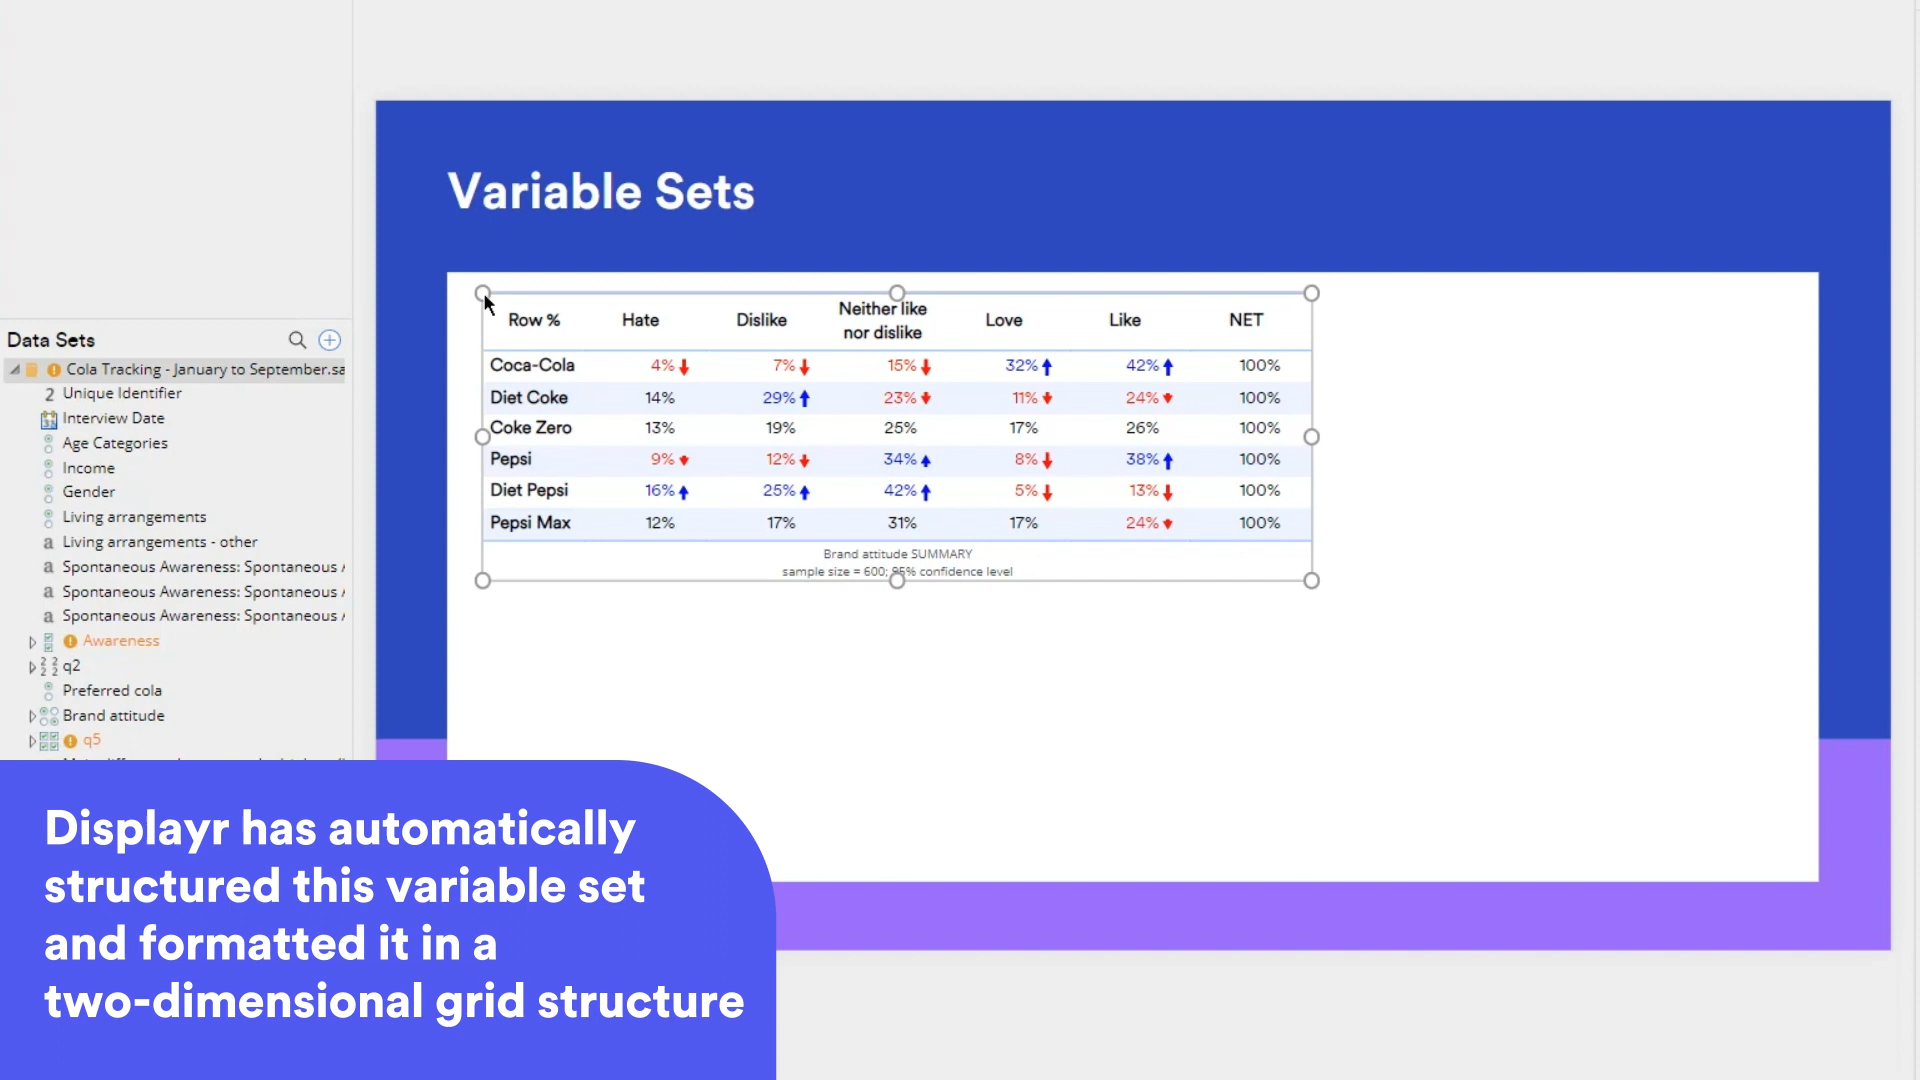 Variable Sets
Row % Hate Dislike Neither like nor dislike Love Like NET
Coca-Cola 4% 7% 15% 32% 42% 100%
Diet Coke 14% 29% 23% 11% 24% 100%
Coke Zero 13% 19% 25% 17% 26% 100%
Pepsi 9% 12% 34% 8% 38% 100%
Diet Pepsi 16% 25% 42% 5% 13% 100%
Pepsi Max 12% 17% 31% 17% 24% 100%
Brand attitude SUMMARY
sample size = 600; 95% confidence level
Data Sets
Cola Tracking - January to September.sa
2 Unique Identifier
Interview Date
Age Categories
Income
Gender
Living arrangements
a Living arrangements - other
a Spontaneous Awareness: Spontaneous
a Spontaneous Awareness: Spontaneous
a Spontaneous Awareness: Spontaneous
Awareness
q2
Preferred cola
Brand attitude
q5
Displayr has automatically
structured this variable set
and formatted it in a
two-dimensional grid structure